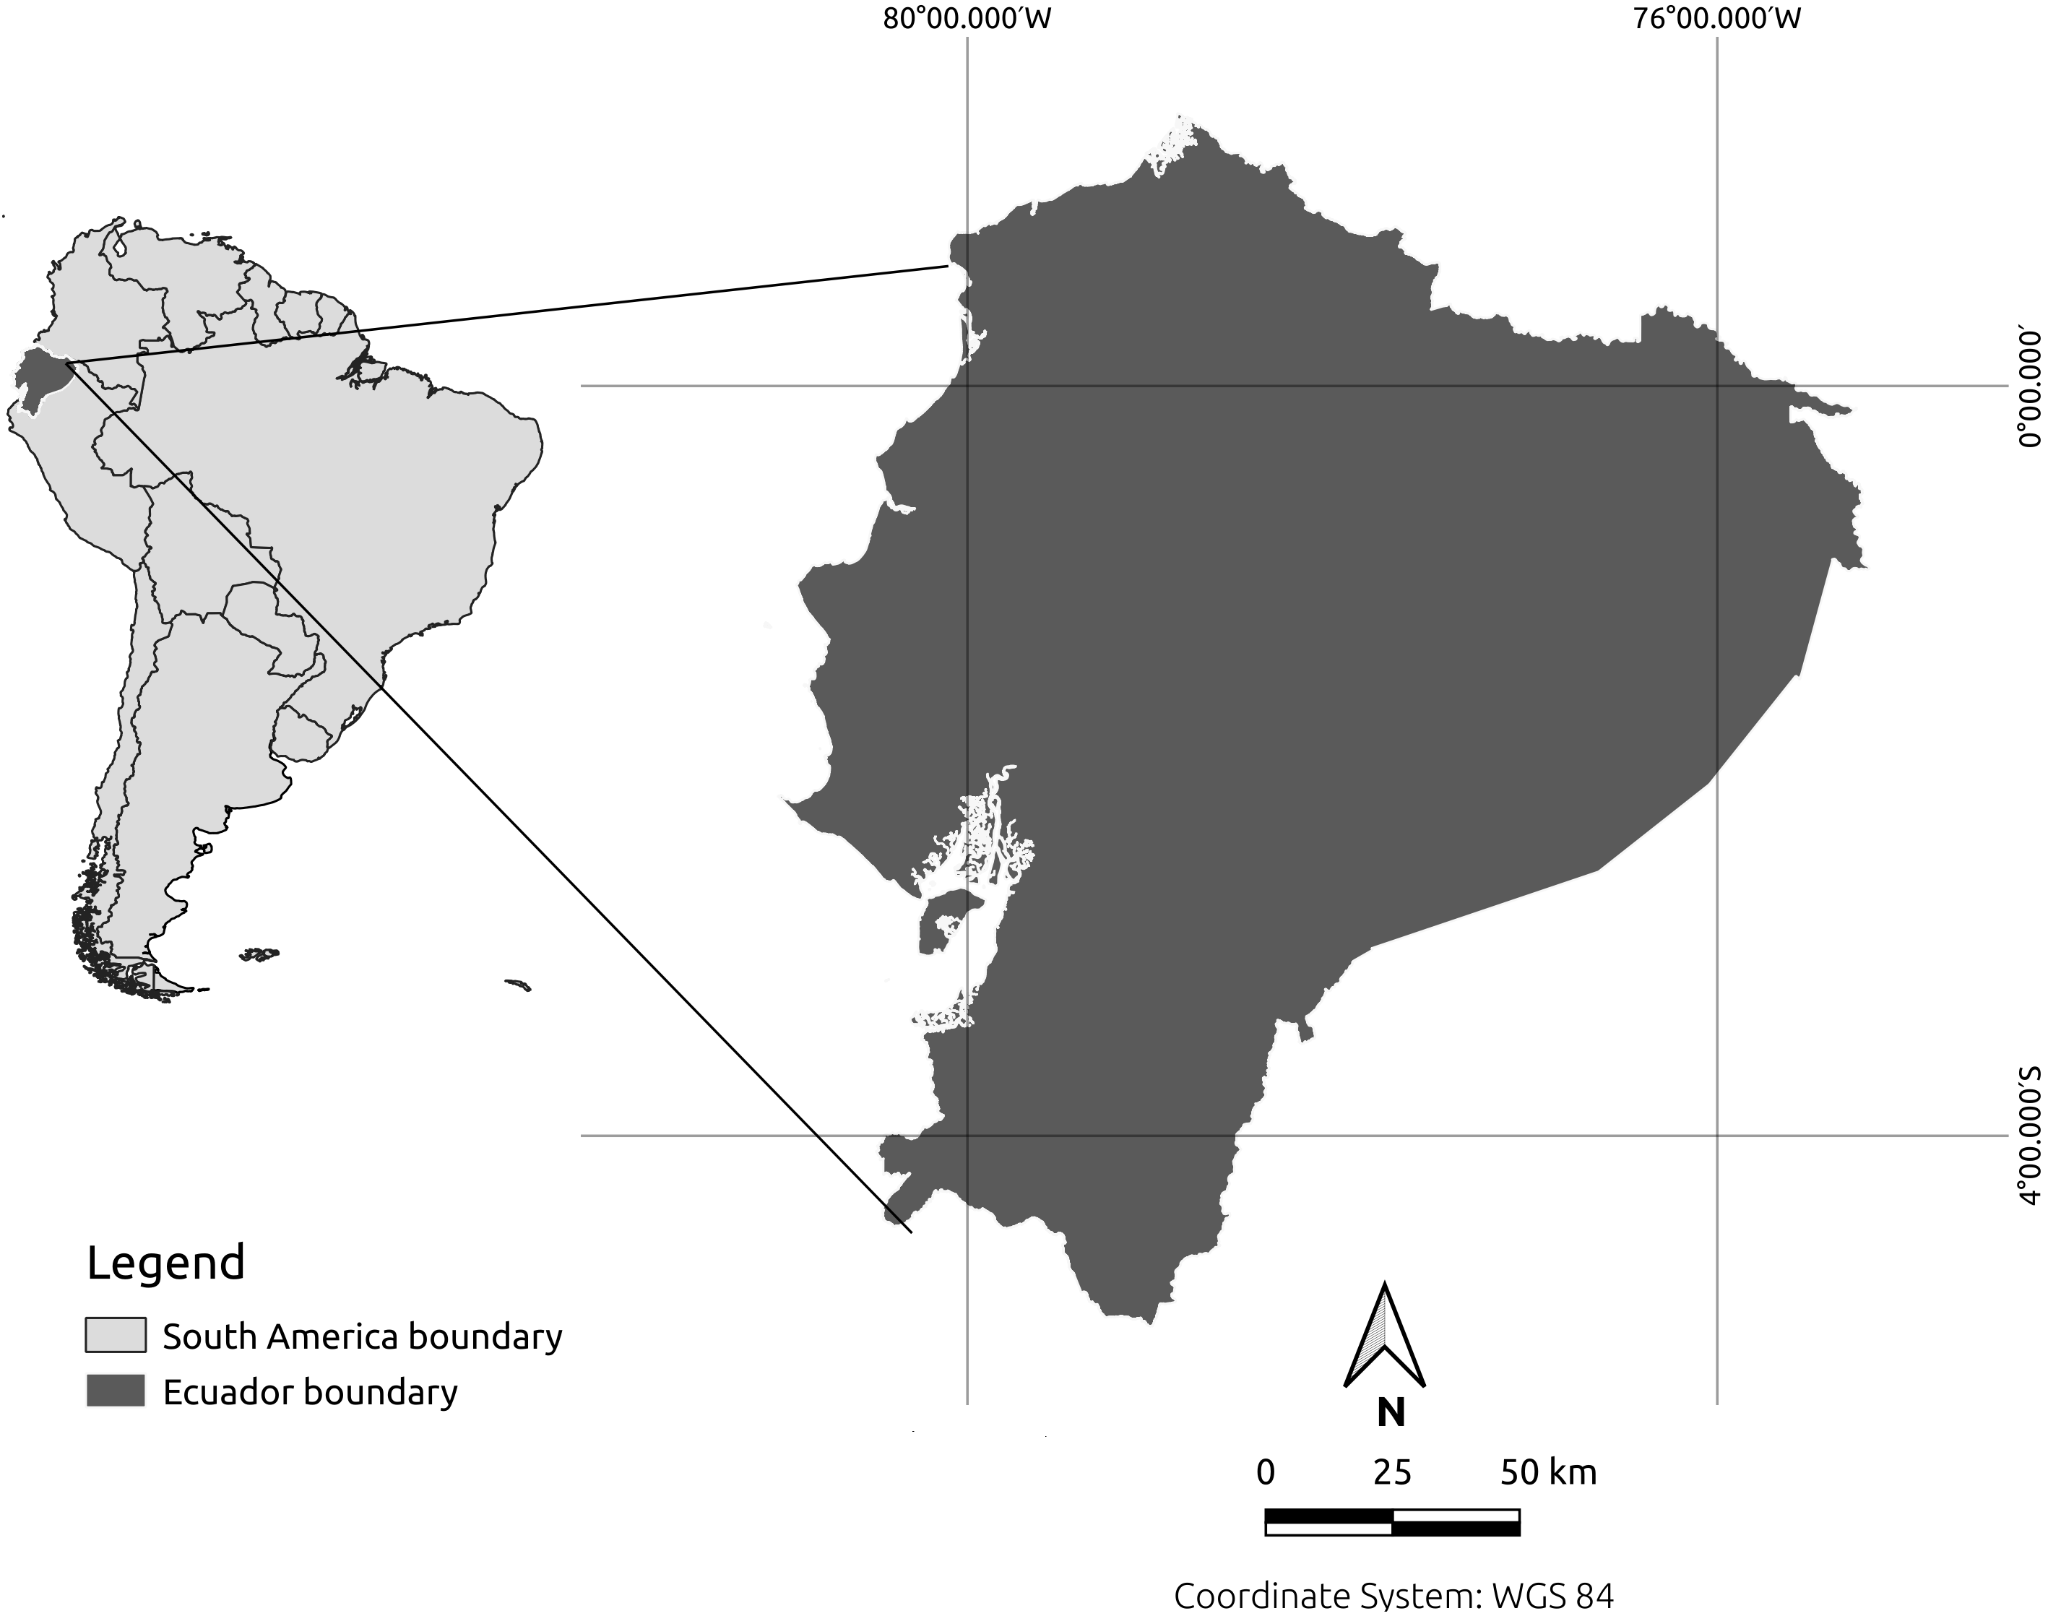 80°00.000′W
76°00.000′W
0°00.000′
4°00.000′S
Legend
South America boundary
Ecuador boundary
N
0 25 50 km
Coordinate System: WGS 84